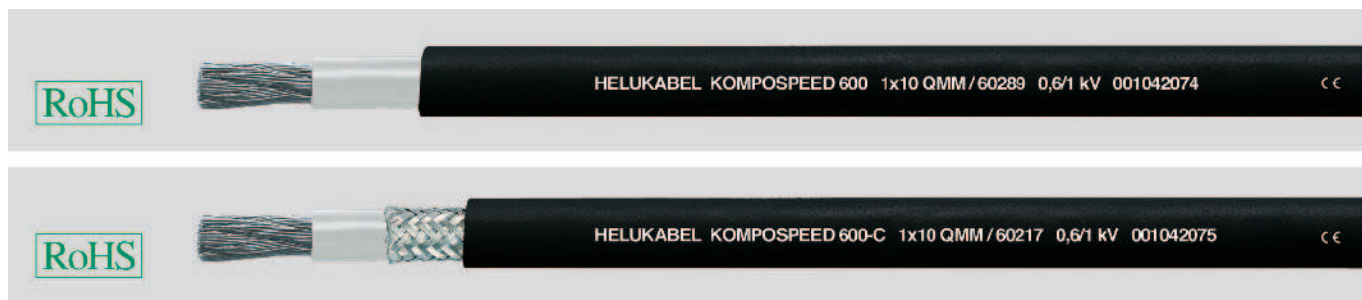 RoHS
HELUKABEL KOMPOSPEED 600 1x10 QMM / 60289 0,6/1 kV 001042074 CE
RoHS
HELUKABEL KOMPOSPEED 600-C 1x10 QMM / 60217 0,6/1 kV 001042075 CE